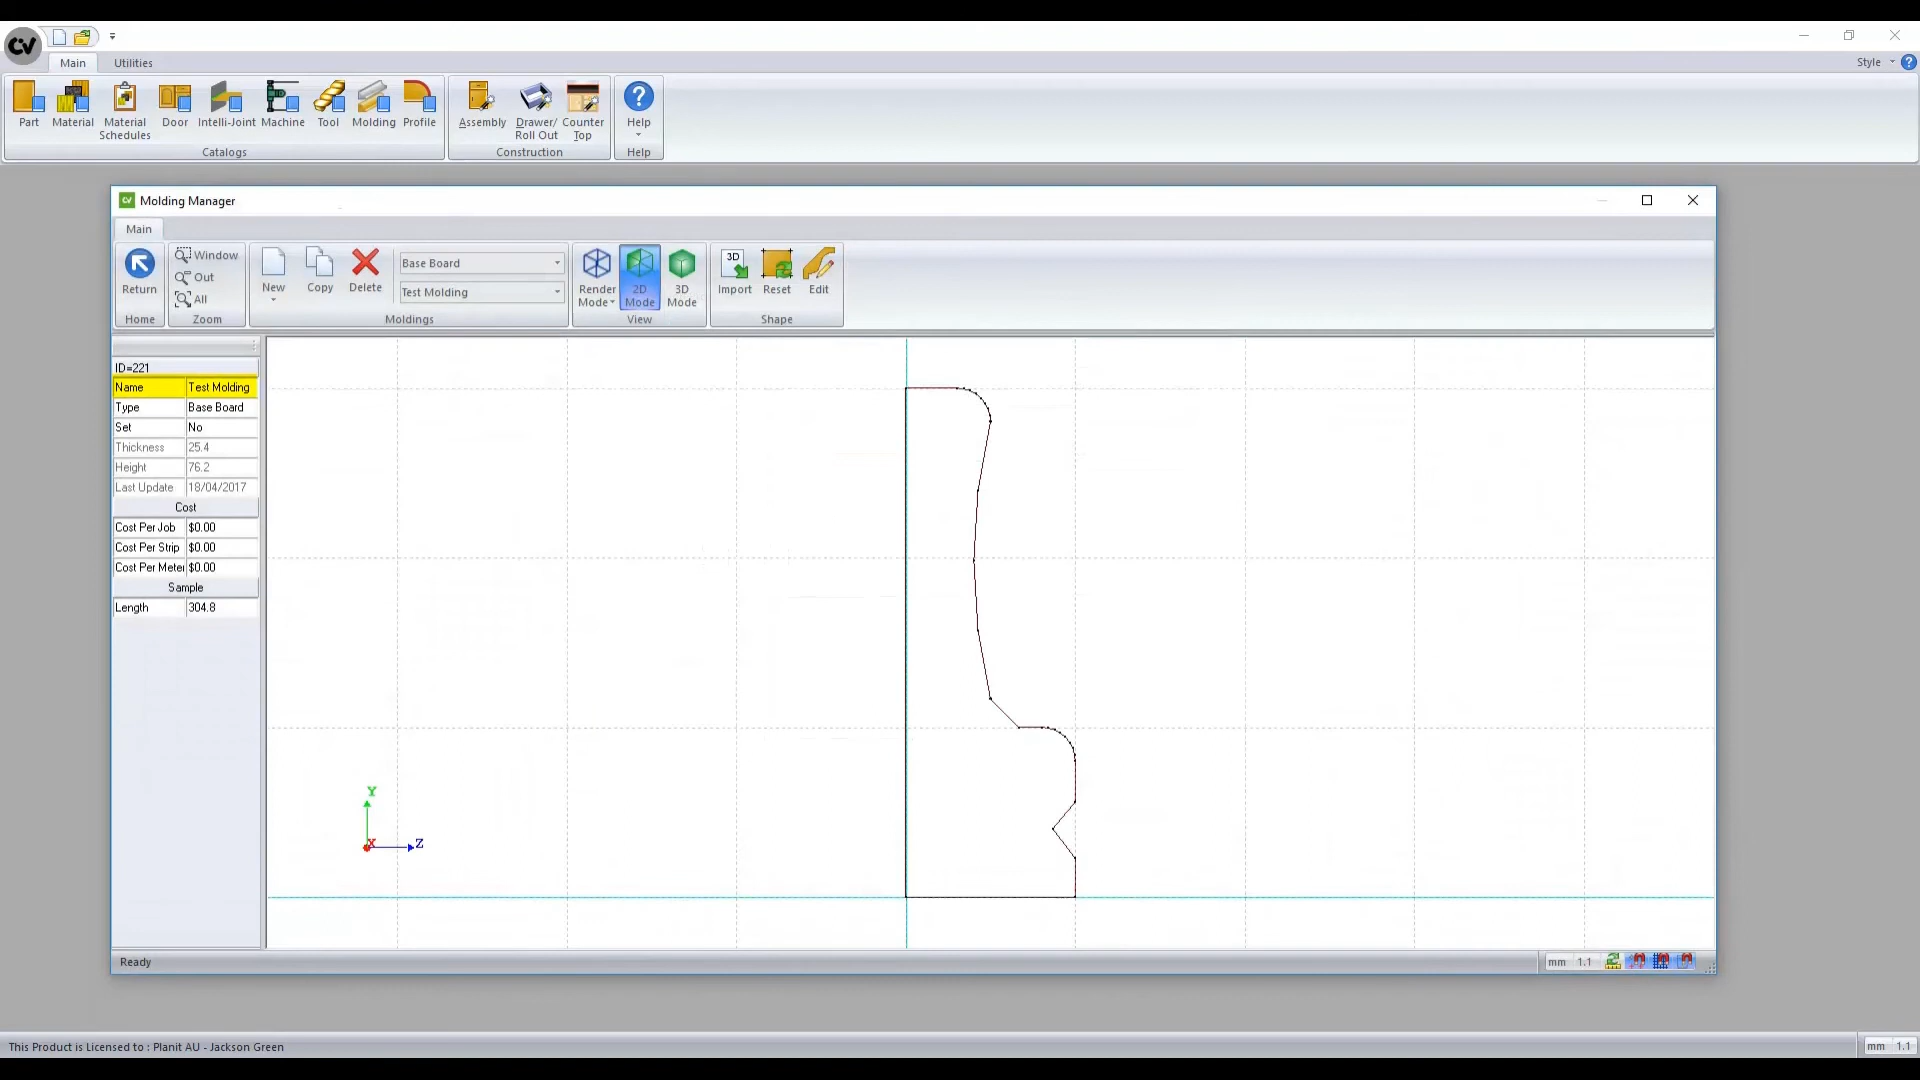 CV
Main
Utilities
Style
Part
Material
Material Schedules
Door
Intelli-Joint
Machine
Tool
Molding
Profile
Catalogs
Assembly
Drawer/ Roll Out
Counter Top
Construction
Help
Help
Molding Manager
Main
Return
Home
Window
Out
All
Zoom
New
Copy
Delete
Base Board
Test Molding
Moldings
Render Mode
2D Mode
3D Mode
View
3D
Import
Reset
Edit
Shape
ID=221
Name Test Molding
Type Base Board
Set No
Thickness 25.4
Height 76.2
Last Update 18/04/2017
Cost
Cost Per Job $0.00
Cost Per Strip $0.00
Cost Per Meter $0.00
Sample
Length 304.8
Y
X
Z
Ready
mm 1.1
This Product is Licensed to : Planit AU - Jackson Green
mm 1.1